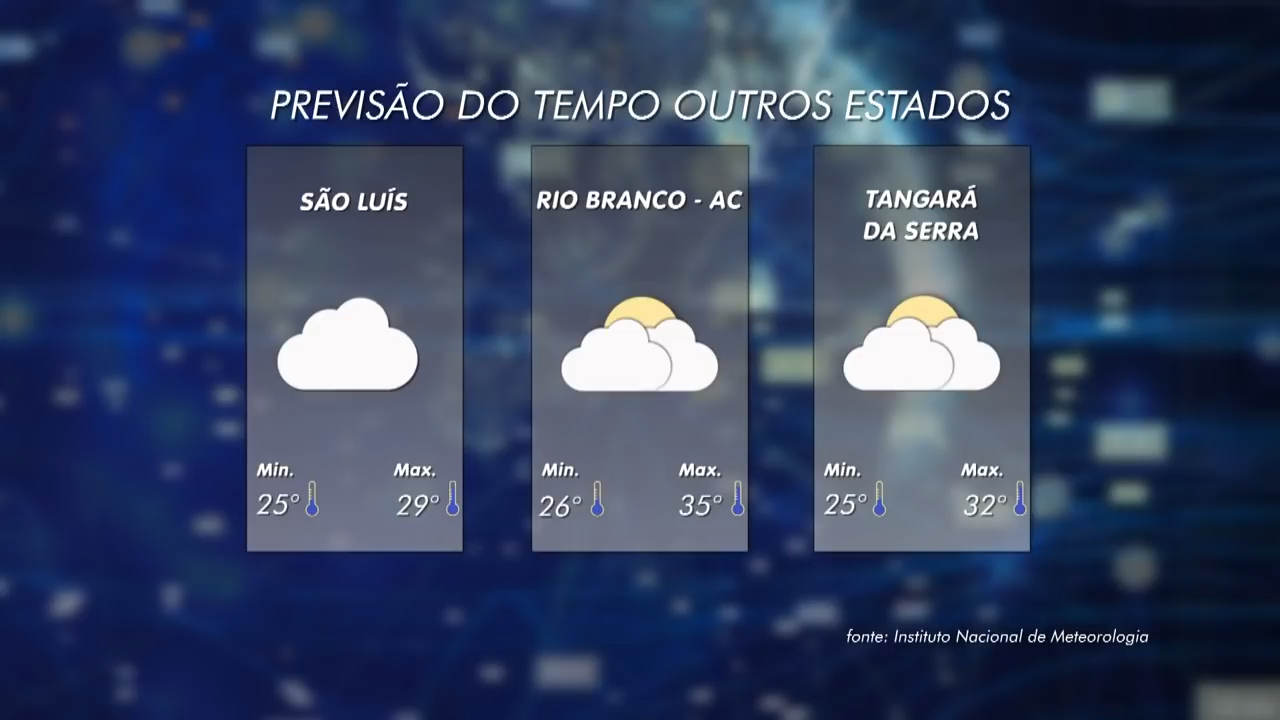 PREVISÃO DO TEMPO OUTROS ESTADOS
SÃO LUÍS
Min. Max.
25° 29°
RIO BRANCO - AC
Min. Max.
26° 35°
TANGARÁ
DA SERRA
Min. Max.
25° 32°
fonte: Instituto Nacional de Meteorologia